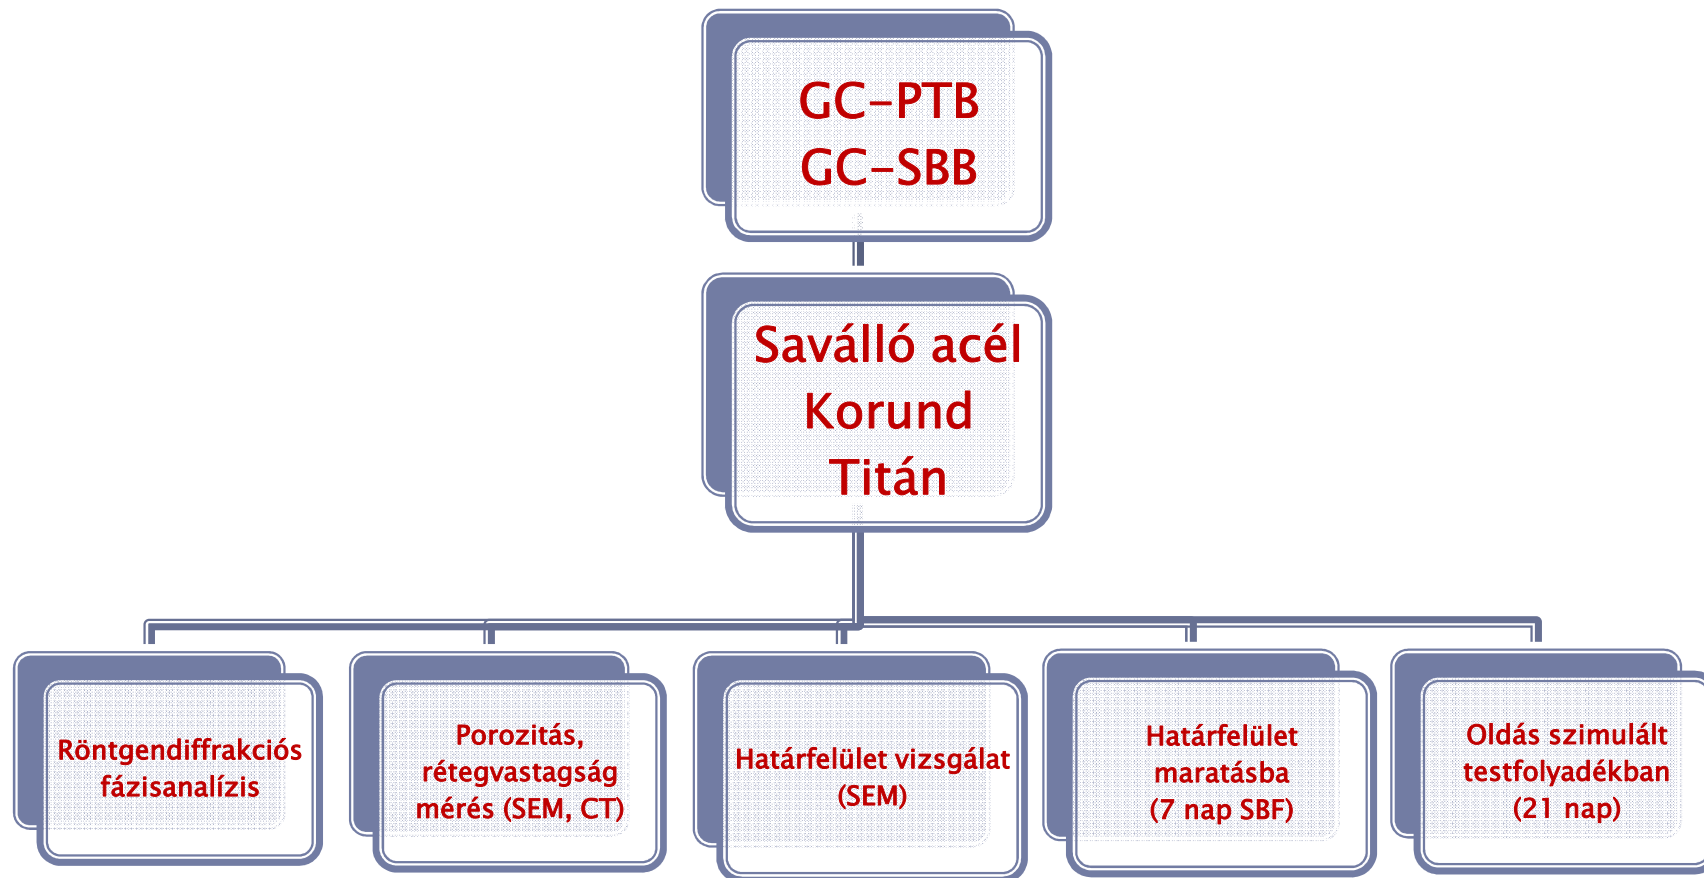 GC-PTB
GC-SBB
Saválló acél
Korund
Titán
Röntgendiffrakciós
fázisanalízis
Porozitás,
rétegvastagság
mérés (SEM, CT)
Határfelület vizsgálat
(SEM)
Határfelület
maratásba
(7 nap SBF)
Oldás szimulált
testfolyadékban
(21 nap)